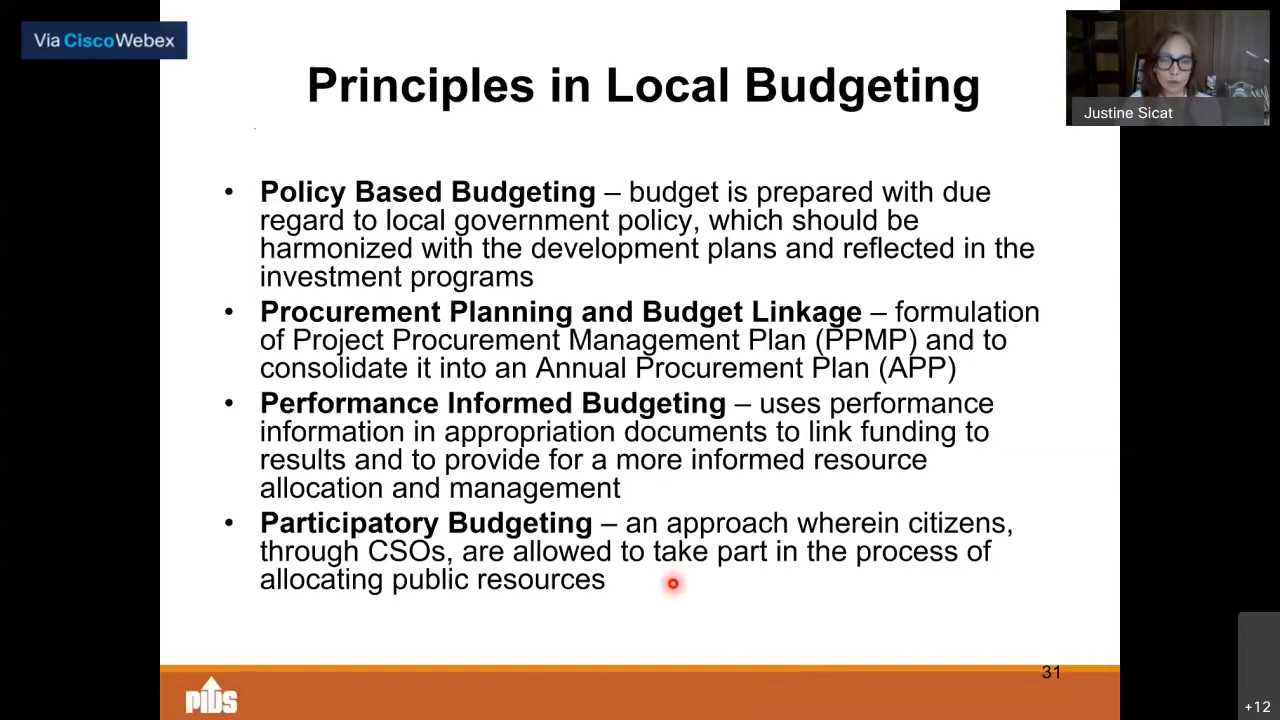 Via CiscoWebex
Principles in Local Budgeting
Justine Sicat
• Policy Based Budgeting – budget is prepared with due
regard to local government policy, which should be
harmonized with the development plans and reflected in the
investment programs
• Procurement Planning and Budget Linkage – formulation
of Project Procurement Management Plan (PPMP) and to
consolidate it into an Annual Procurement Plan (APP)
• Performance Informed Budgeting – uses performance
information in appropriation documents to link funding to
results and to provide for a more informed resource
allocation and management
• Participatory Budgeting – an approach wherein citizens,
through CSOs, are allowed to take part in the process of
allocating public resources
31
PIDS
+12